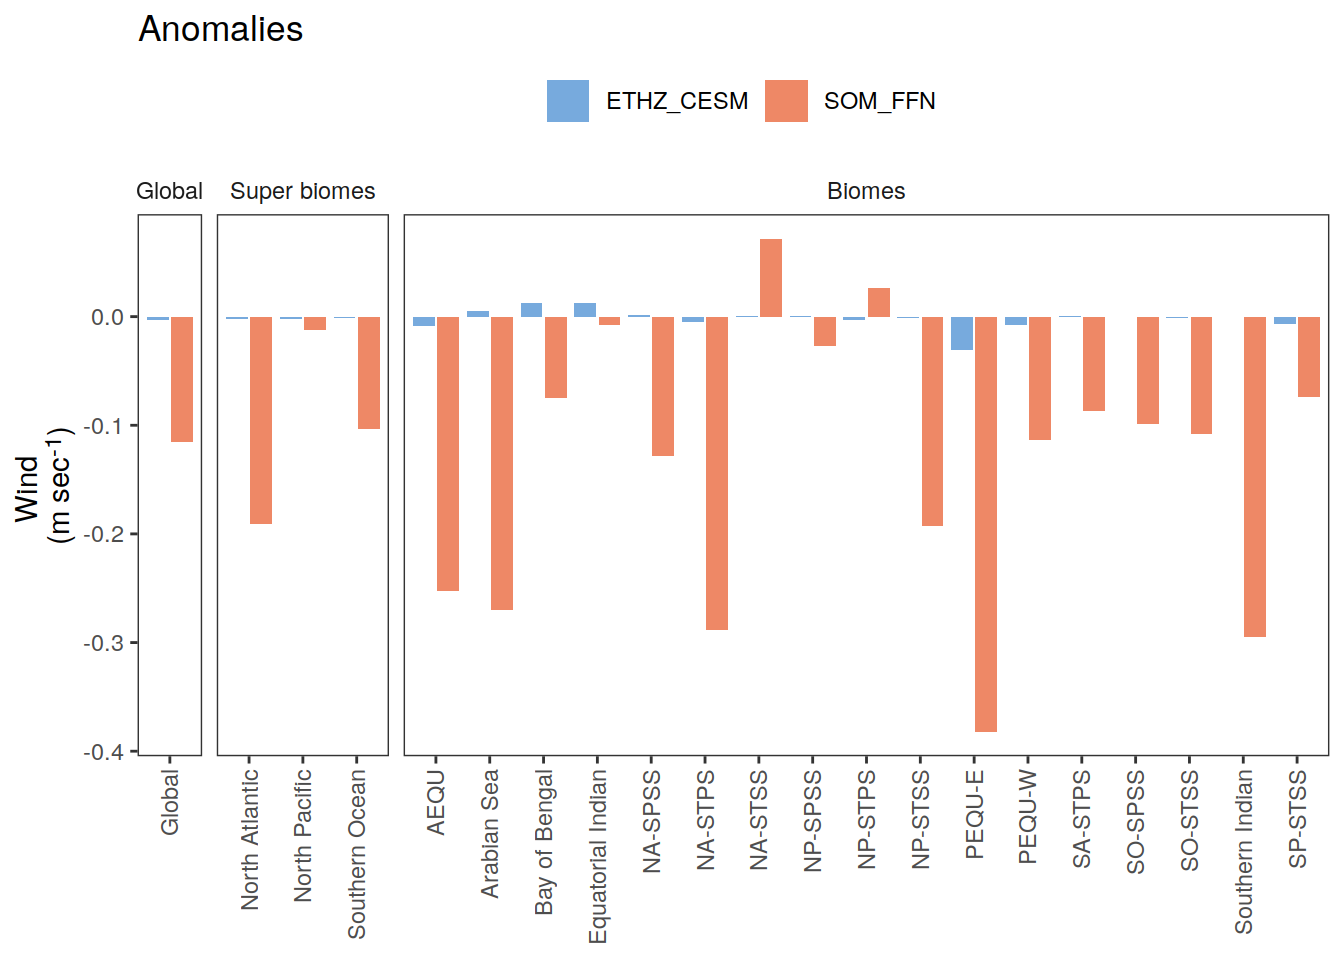 Anomalies
ETHZ_CESM SOM_FFN
Global Super biomes Biomes
Wind
(m sec-1)
0.0
-0.1
-0.2
-0.3
-0.4
Global
North Atlantic
North Pacific
Southern Ocean
AEQU
Arabian Sea
Bay of Bengal
Equatorial Indian
NA-SPSS
NA-STPS
NA-STSS
NP-SPSS
NP-STPS
NP-STSS
PEQU-E
PEQU-W
SA-STPS
SO-SPSS
SO-STSS
Southern Indian
SP-STSS